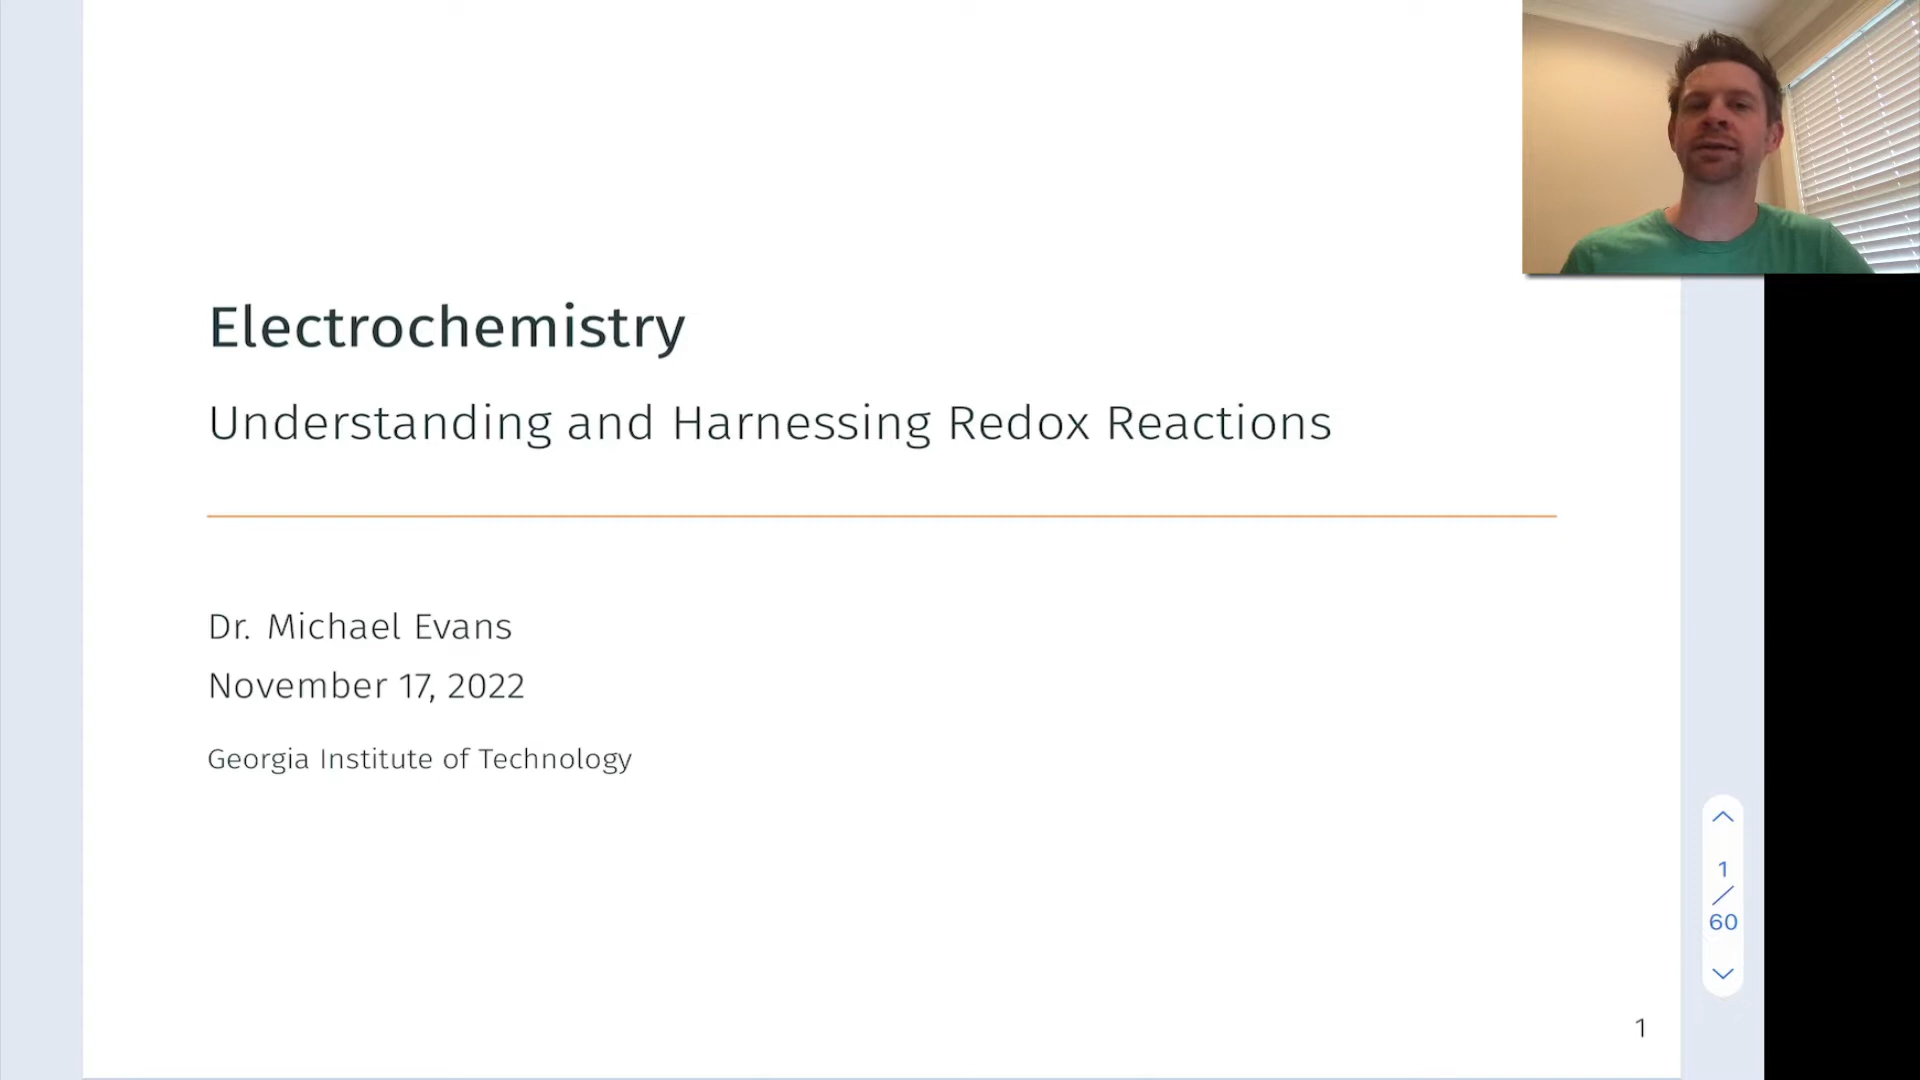 Electrochemistry
Understanding and Harnessing Redox Reactions
Dr. Michael Evans
November 17, 2022
Georgia Institute of Technology
1
/
60
1